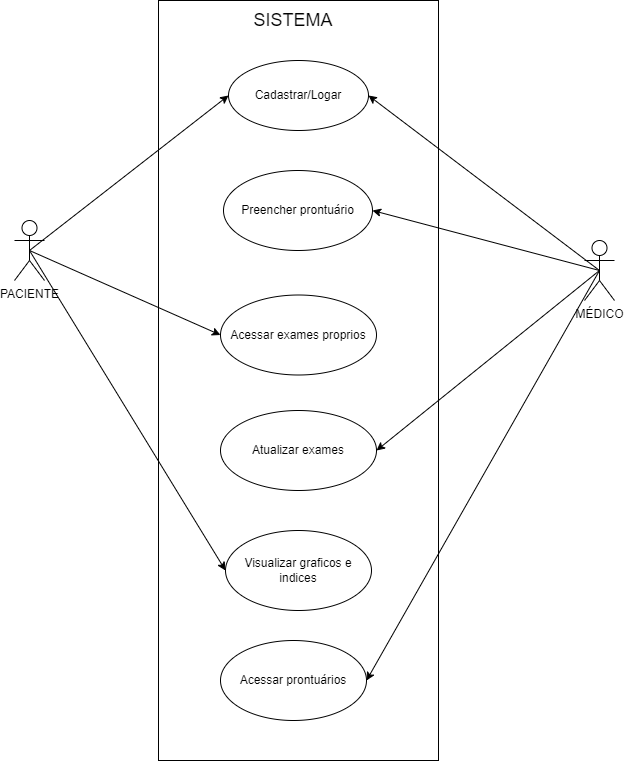 SISTEMA
Cadastrar/Logar
Preencher prontuário
PACIENTE
MÉDICO
Acessar exames proprios
Atualizar exames
Visualizar graficos e
indices
Acessar prontuários